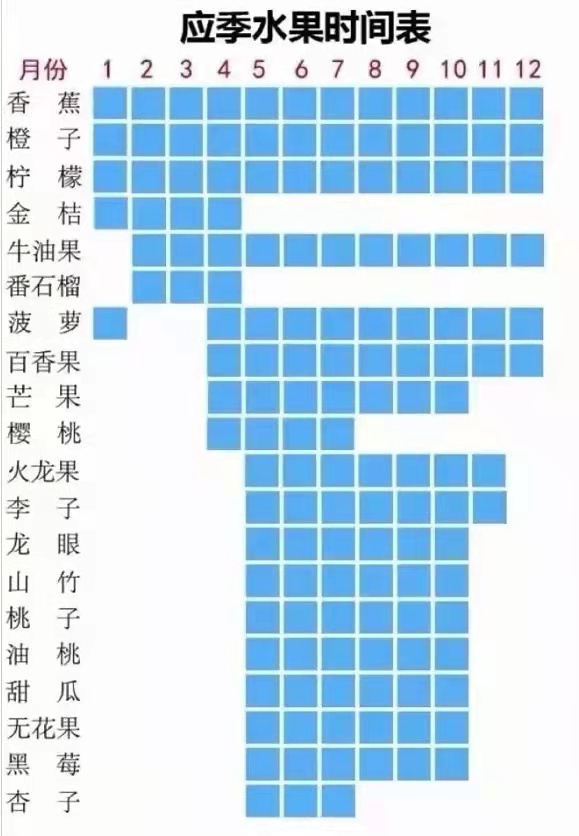 应季水果时间表
月份 1 2 3 4 5 6 7 8 9 10 11 12
香蕉
橙子
柠檬
金桔
牛油果
番石榴
菠萝
百香果
芒果
樱桃
火龙果
李子
龙眼
山竹
桃子
油桃
甜瓜
无花果
黑莓
杏子